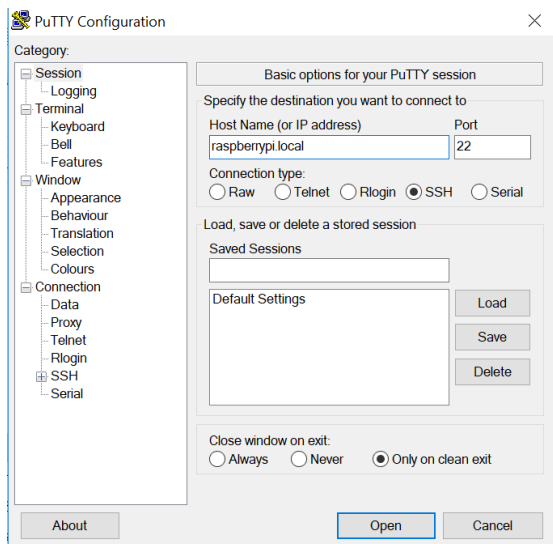 PuTTY Configuration
Category:
Session
Logging
Terminal
Keyboard
Bell
Features
Window
Appearance
Behaviour
Translation
Selection
Colours
Connection
Data
Proxy
Telnet
Rlogin
SSH
Serial
Basic options for your PuTTY session
Specify the destination you want to connect to
Host Name (or IP address) Port
raspberrypi.local 22
Connection type:
Raw Telnet Rlogin SSH Serial
Load, save or delete a stored session
Saved Sessions
Default Settings
Load
Save
Delete
Close window on exit:
Always Never Only on clean exit
About Open Cancel